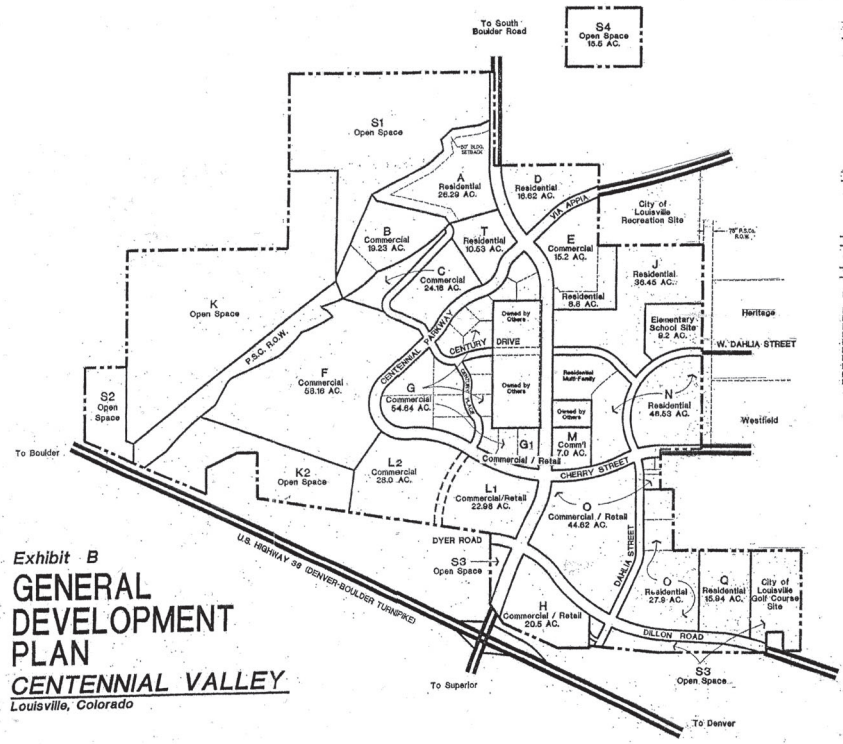 S4
Open Space
15.5 AC.
To South
Boulder Road
S1
Open Space
50' BLDG.
SETBACK
A
Residential
26.29 AC.
D
Residential
16.62 AC.
VIA APPIA
City of
Louisville
Recreation Site
75' P.S.Co.
R.O.W.
B
Commercial
19.23 AC.
T
Residential
10.53 AC.
E
Commercial
15.2 AC.
J
Residential
36.45 AC.
C
Commercial
24.18 AC.
Residential
8.8 AC.
K
Open Space
P.S.C. R.O.W.
CENTENNIAL PARKWAY
Owned by
Others
Elementary
School Site
9.2 AC.
Heritage
W. DAHLIA STREET
CENTURY DRIVE
F
Commercial
58.16 AC.
CENTURY PLACE
Owned by
Others
Residential
Multi-Family
S2
Open
Space
G
Commercial
54.64 AC.
N
Residential
48.53 AC.
Owned by
Others
Westfield
G1
Commercial / Retail
M
Comm'l
7.0 AC.
To Boulder
K2
Open Space
L2
Commercial
28.0 AC.
CHERRY STREET
L1
Commercial/Retail
22.98 AC.
O
Commercial / Retail
44.82 AC.
DYER ROAD
U.S. HIGHWAY 36 (DENVER-BOULDER TURNPIKE)
S3
Open Space
DAHLIA STREET
O
Residential
27.9 AC.
Q
Residential
15.94 AC.
City of
Louisville
Golf Course
Site
H
Commercial / Retail
20.5 AC.
DILLON ROAD
S3
Open Space
To Superior
To Denver
Exhibit B
GENERAL
DEVELOPMENT
PLAN
CENTENNIAL VALLEY
Louisville, Colorado